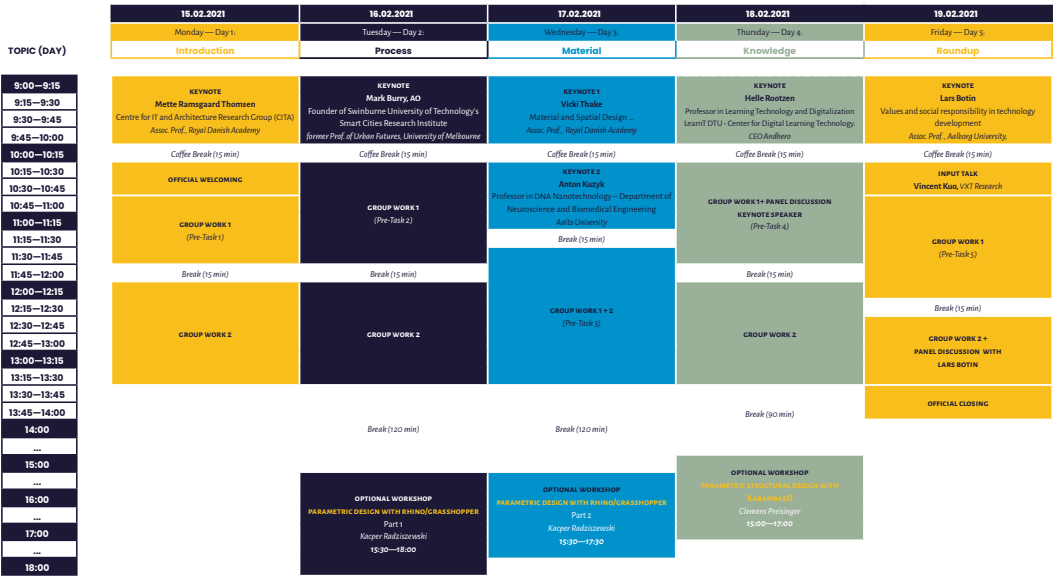 15.02.2021 16.02.2021 17.02.2021 18.02.2021 19.02.2021
Monday — Day 1: Tuesday — Day 2: Wednesday — Day 3: Thursday — Day 4: Friday — Day 5:
TOPIC (DAY) Introduction Process Material Knowledge Roundup
9:00—9:15
9:15—9:30
9:30—9:45
9:45—10:00
10:00—10:15
10:15—10:30
10:30—10:45
10:45—11:00
11:00—11:15
11:15—11:30
11:30—11:45
11:45—12:00
12:00—12:15
12:15—12:30
12:30—12:45
12:45—13:00
13:00—13:15
13:15—13:30
13:30—13:45
13:45—14:00
14:00
...
15:00
...
16:00
...
17:00
...
18:00
KEYNOTE
Mette Ramsgaard Thomsen
Centre for IT and Architecture Research Group (CITA)
Assoc. Prof., Royal Danish Academy
Coffee Break (15 min)
OFFICIAL WELCOMING
GROUP WORK 1
(Pre-Task 1)
Break (15 min)
GROUP WORK 2
KEYNOTE
Mark Burry, AO
Founder of Swinburne University of Technology's
Smart Cities Research Institute
former Prof. of Urban Futures, University of Melbourne
Coffee Break (15 min)
GROUP WORK 1
(Pre-Task 2)
Break (15 min)
GROUP WORK 2
Break (120 min)
OPTIONAL WORKSHOP
PARAMETRIC DESIGN WITH RHINO/GRASSHOPPER
Part 1
Kacper Radziszewski
15:30—18:00
KEYNOTE 1
Vicki Thake
Material and Spatial Design ...
Assoc. Prof., Royal Danish Academy
Coffee Break (15 min)
KEYNOTE 2
Anton Kuzyk
Professor in DNA Nanotechnology – Department of
Neuroscience and Biomedical Engineering
Aalto University
Break (15 min)
GROUP WORK 1 + 2
(Pre-Task 3)
Break (120 min)
OPTIONAL WORKSHOP
PARAMETRIC DESIGN WITH RHINO/GRASSHOPPER
Part 2
Kacper Radziszewski
15:30—17:30
KEYNOTE
Helle Rootzen
Professor in Learning Technology and Digitalization
LearnT DTU - Center for Digital Learning Technology.
CEO Andhero
Coffee Break (15 min)
GROUP WORK 1+ PANEL DISCUSSION
KEYNOTE SPEAKER
(Pre-Task 4)
Break (15 min)
GROUP WORK 2
Break (90 min)
OPTIONAL WORKSHOP
PARAMETRIC STRUCTURAL DESIGN WITH
KARAMBA3D
Clemens Preisinger
15:00—17:00
KEYNOTE
Lars Botin
Values and social responsibility in technology
development
Assoc. Prof., Aalborg University,
Coffee Break (15 min)
INPUT TALK
Vincent Kuo, VXT Research
GROUP WORK 1
(Pre-Task 5)
Break (15 min)
GROUP WORK 2 +
PANEL DISCUSSION WITH
LARS BOTIN
OFFICIAL CLOSING